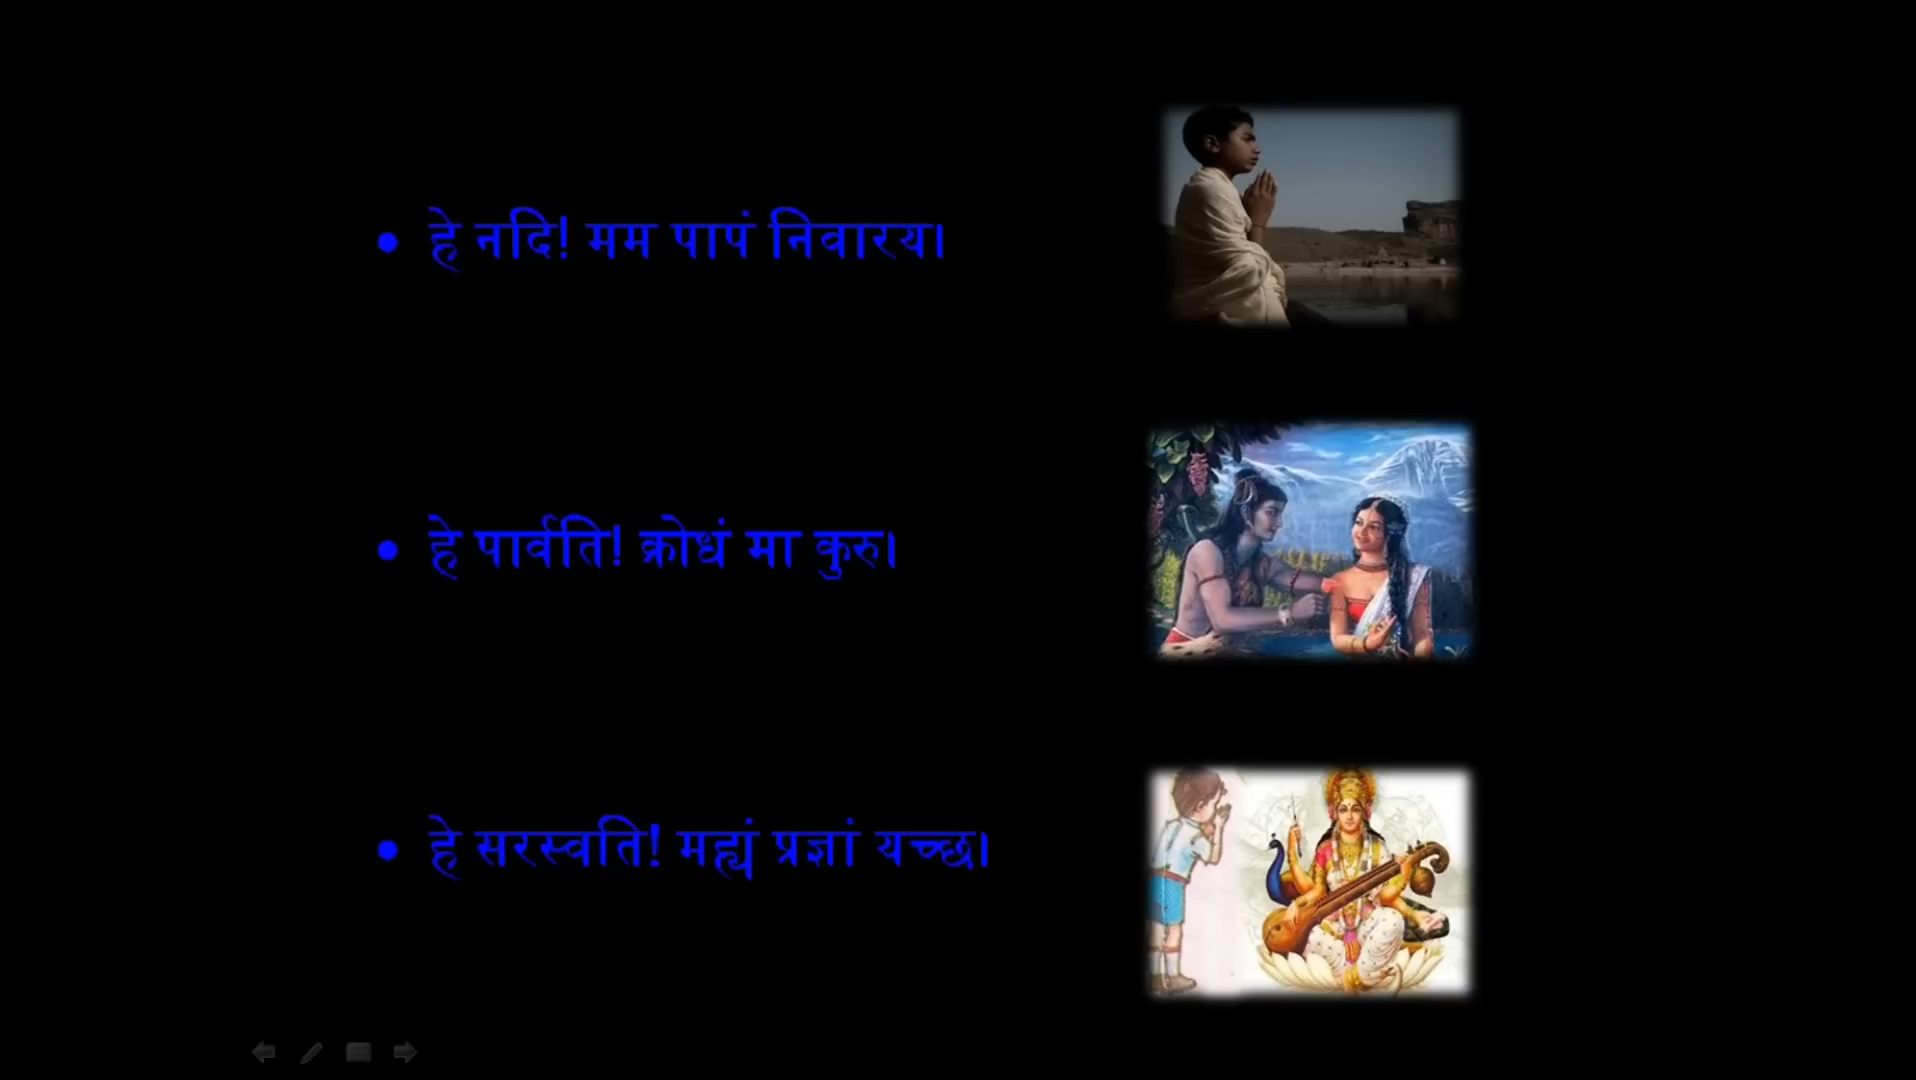 • हे नदि! मम पापं निवारय।
• हे पार्वति! क्रोधं मा कुरु।
• हे सरस्वति! मह्यं प्रज्ञां यच्छ।